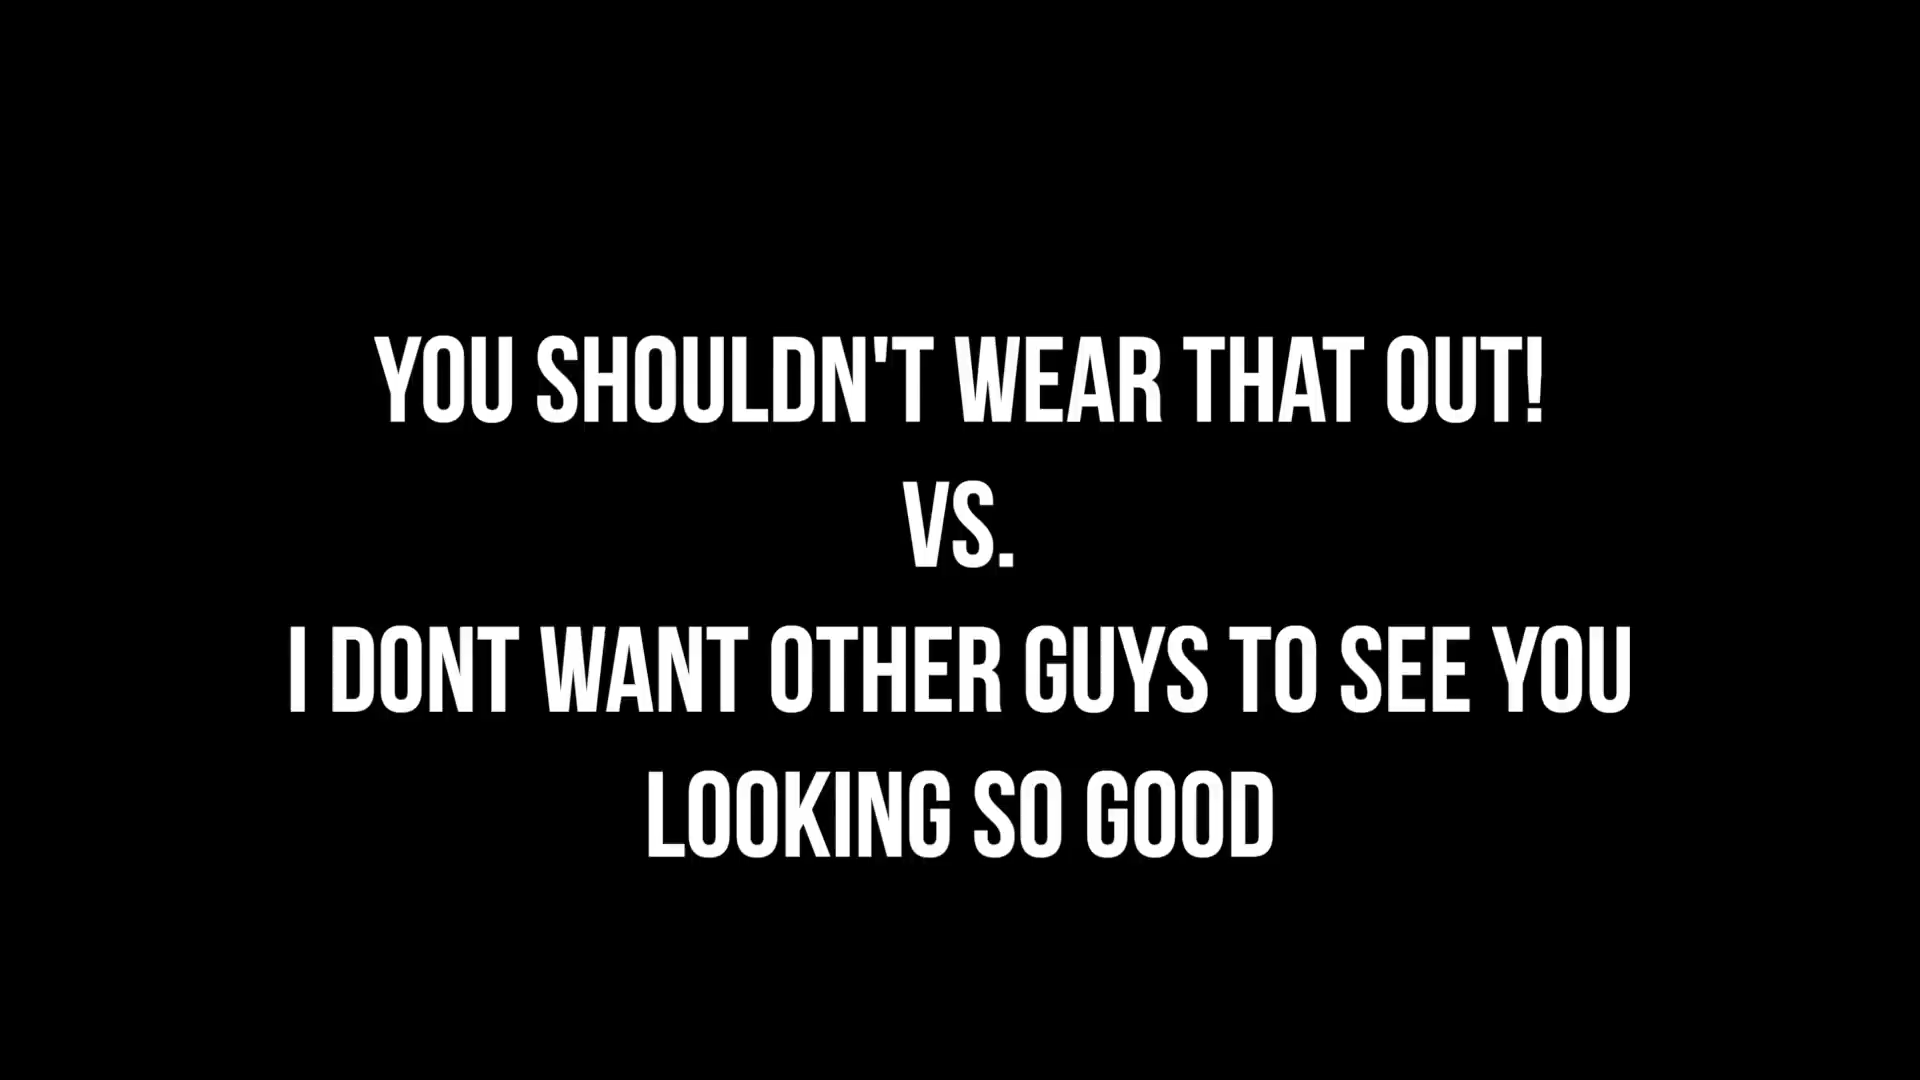 YOU SHOULDN'T WEAR THAT OUT!
VS.
I DONT WANT OTHER GUYS TO SEE YOU
LOOKING SO GOOD